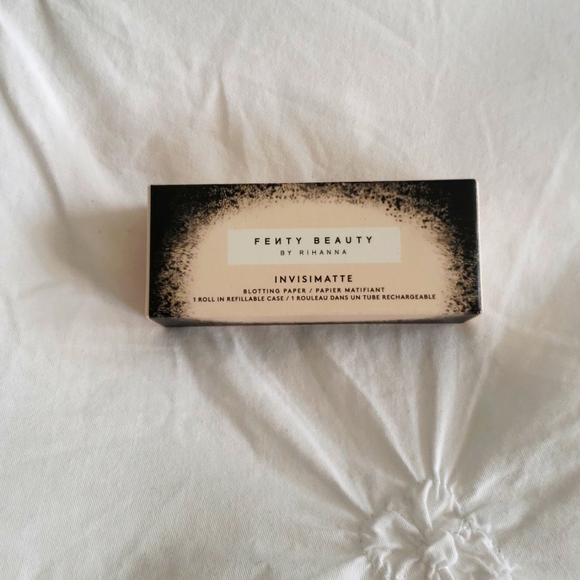 FEИTY BEAUTY
BY RIHANNA
INVISIMATTE
BLOTTING PAPER / PAPIER MATIFIANT
1 ROLL IN REFILLABLE CASE / 1 ROULEAU DANS UN TUBE RECHARGEABLE